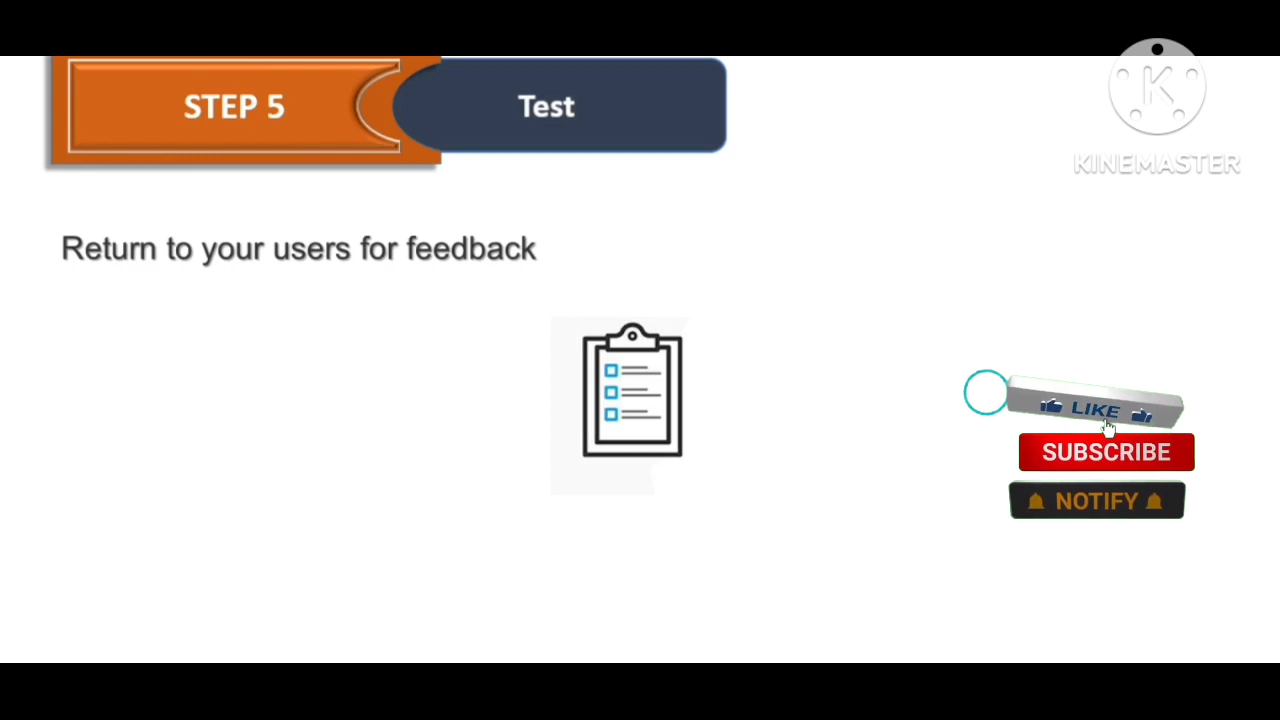 STEP 5
Test
K
KINEMASTER
Return to your users for feedback
LIKE
SUBSCRIBE
NOTIFY